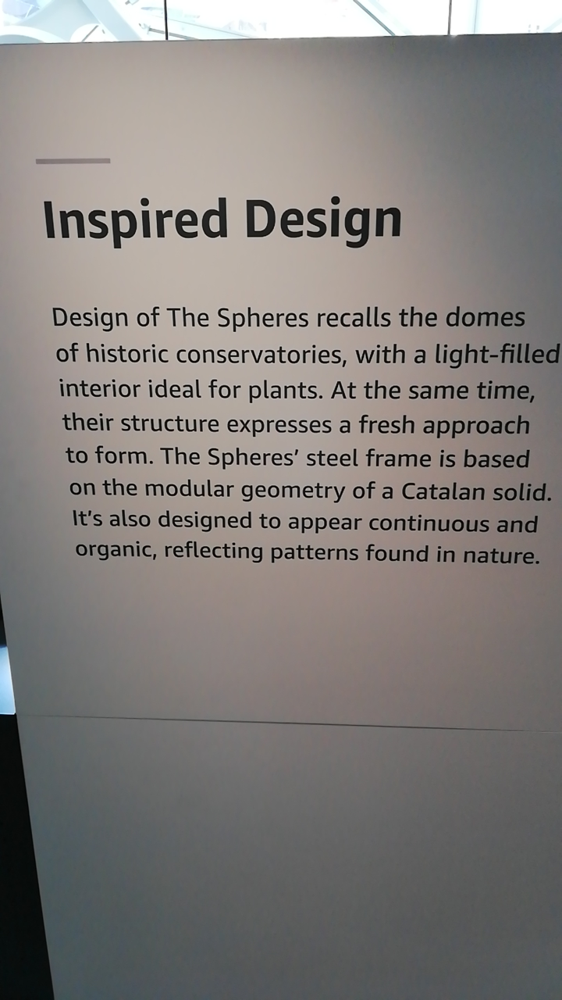 Inspired Design
Design of The Spheres recalls the domes
of historic conservatories, with a light-filled
interior ideal for plants. At the same time,
their structure expresses a fresh approach
to form. The Spheres’ steel frame is based
on the modular geometry of a Catalan solid.
It’s also designed to appear continuous and
organic, reflecting patterns found in nature.